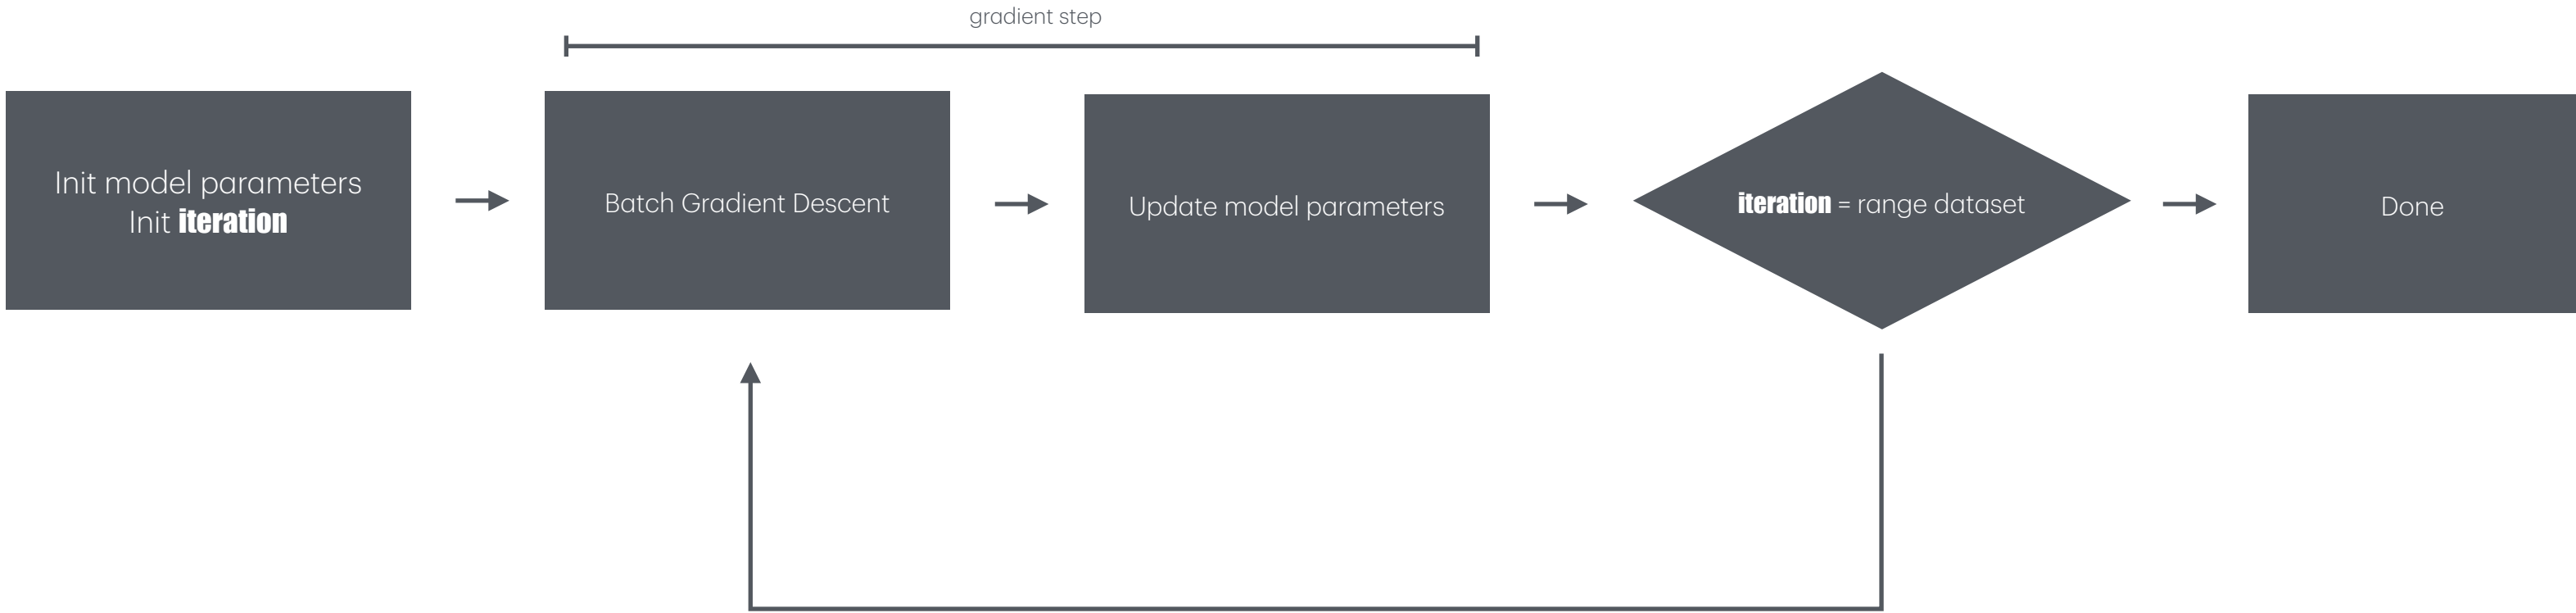 gradient step
Init model parameters
Init iteration
Batch Gradient Descent
Update model parameters
iteration = range dataset
Done